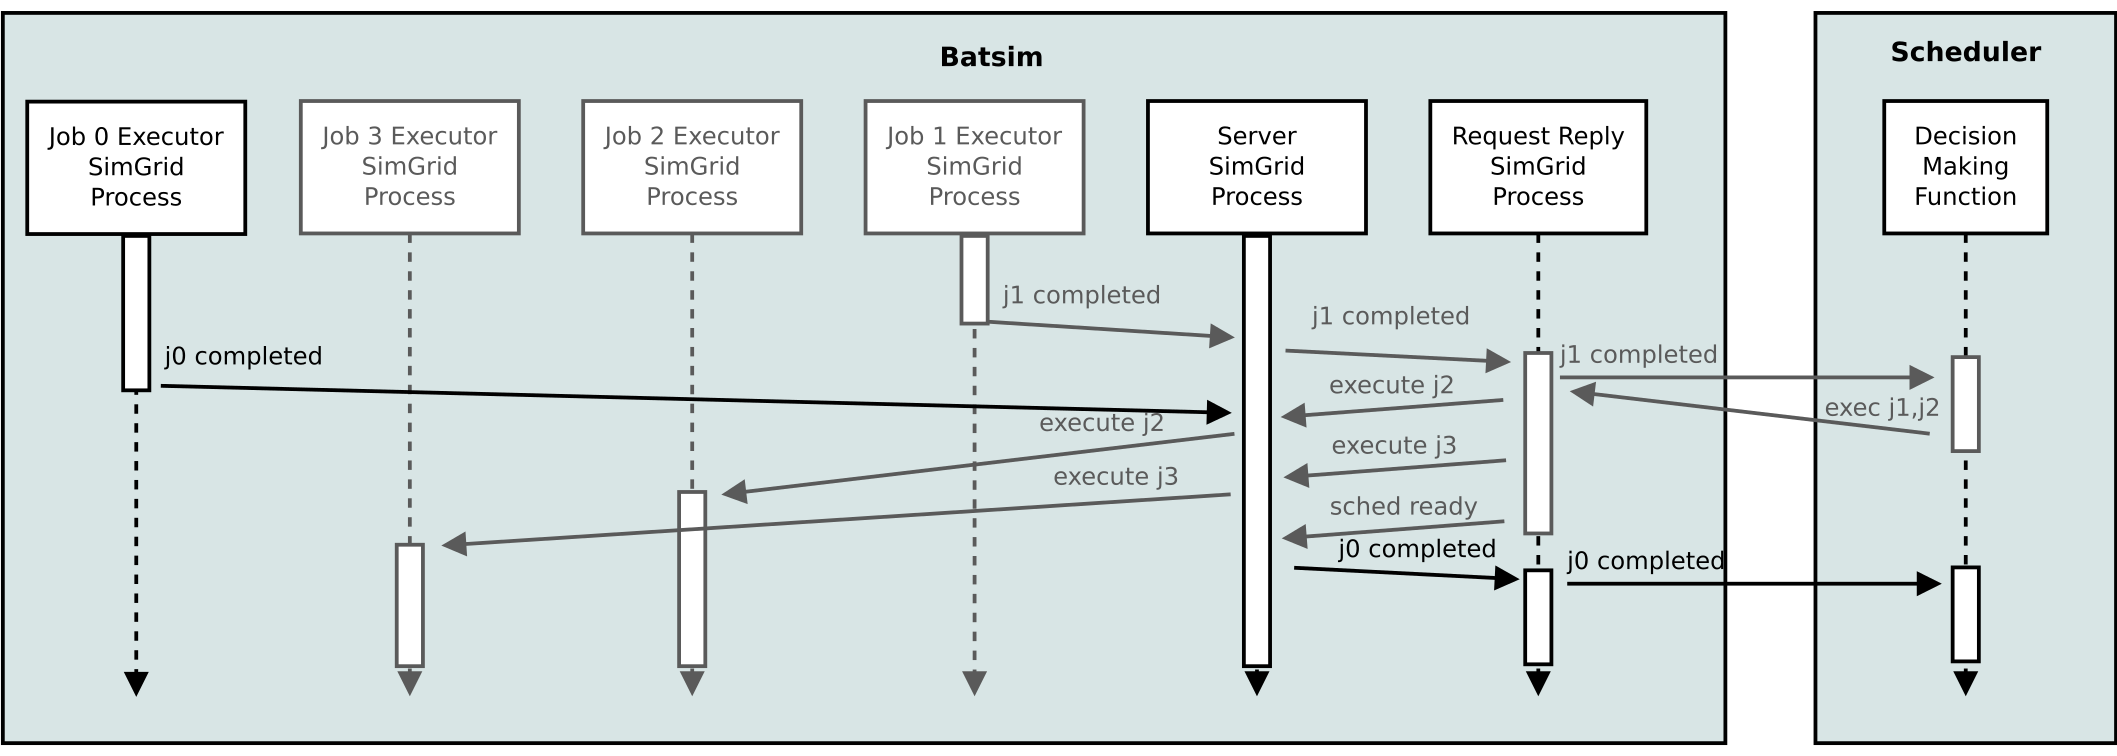 Batsim
Scheduler
Job 0 Executor
SimGrid
Process
Job 3 Executor
SimGrid
Process
Job 2 Executor
SimGrid
Process
Job 1 Executor
SimGrid
Process
Server
SimGrid
Process
Request Reply
SimGrid
Process
Decision
Making
Function
j1 completed
j1 completed
j1 completed
j0 completed
execute j2
exec j1,j2
execute j2
execute j3
execute j3
sched ready
j0 completed
j0 completed